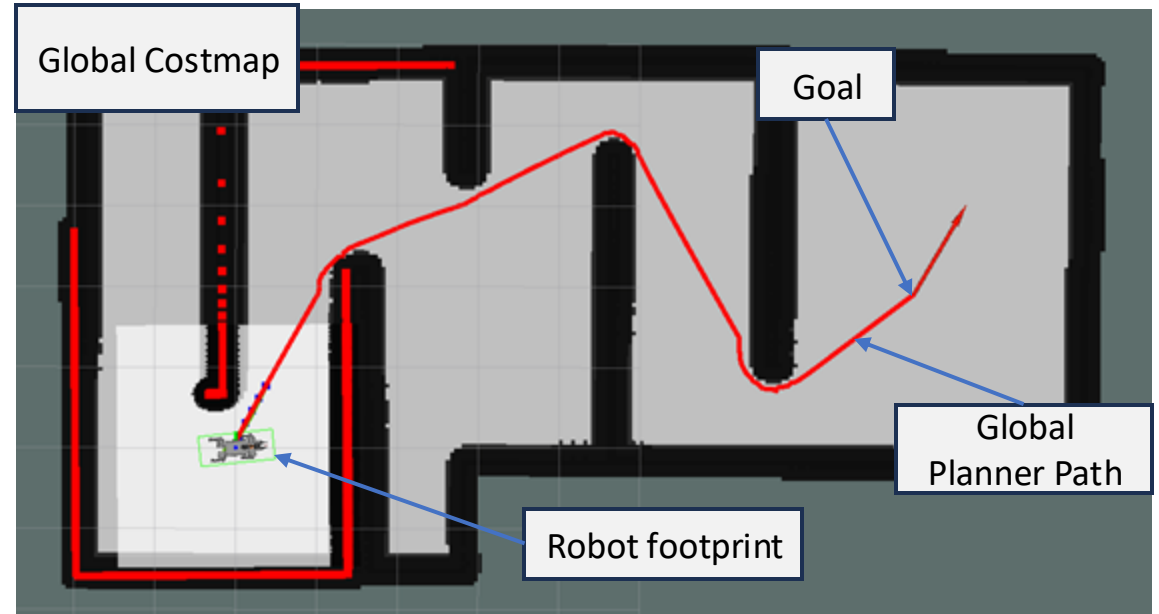 Global Costmap
Goal
Global
Planner Path
Robot footprint